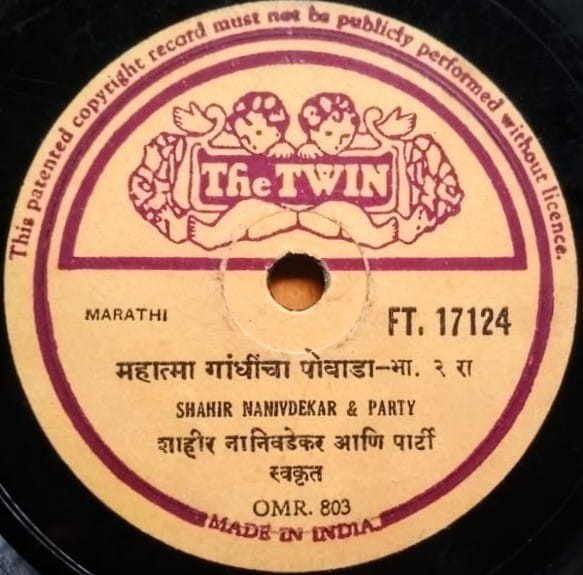 This patented copyright record must not be publicly performed without licence.
The TWIN
MARATHI
FT. 17124
महात्मा गांधींचा पोवाडा-भा. २ रा
SHAHIR NANIVDEKAR & PARTY
शाहीर नानिवडेकर आणि पार्टी
स्वकृत
OMR. 803
MADE IN INDIA.